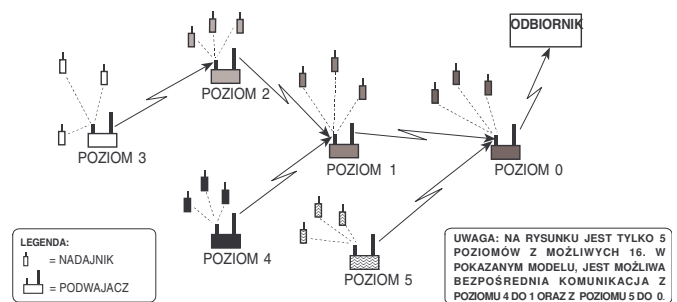 ODBIORNIK
POZIOM 2
POZIOM 3
POZIOM 1
POZIOM 0
POZIOM 4
POZIOM 5
LEGENDA:
= NADAJNIK
= PODWAJACZ
UWAGA: NA RYSUNKU JEST TYLKO 5
POZIOMÓW Z MOŻLIWYCH 16. W
POKAZANYM MODELU, JEST MOŻLIWA
BEZPOŚREDNIA KOMUNIKACJA Z
POZIOMU 4 DO 1 ORAZ Z POZIOMU 5 DO 0.